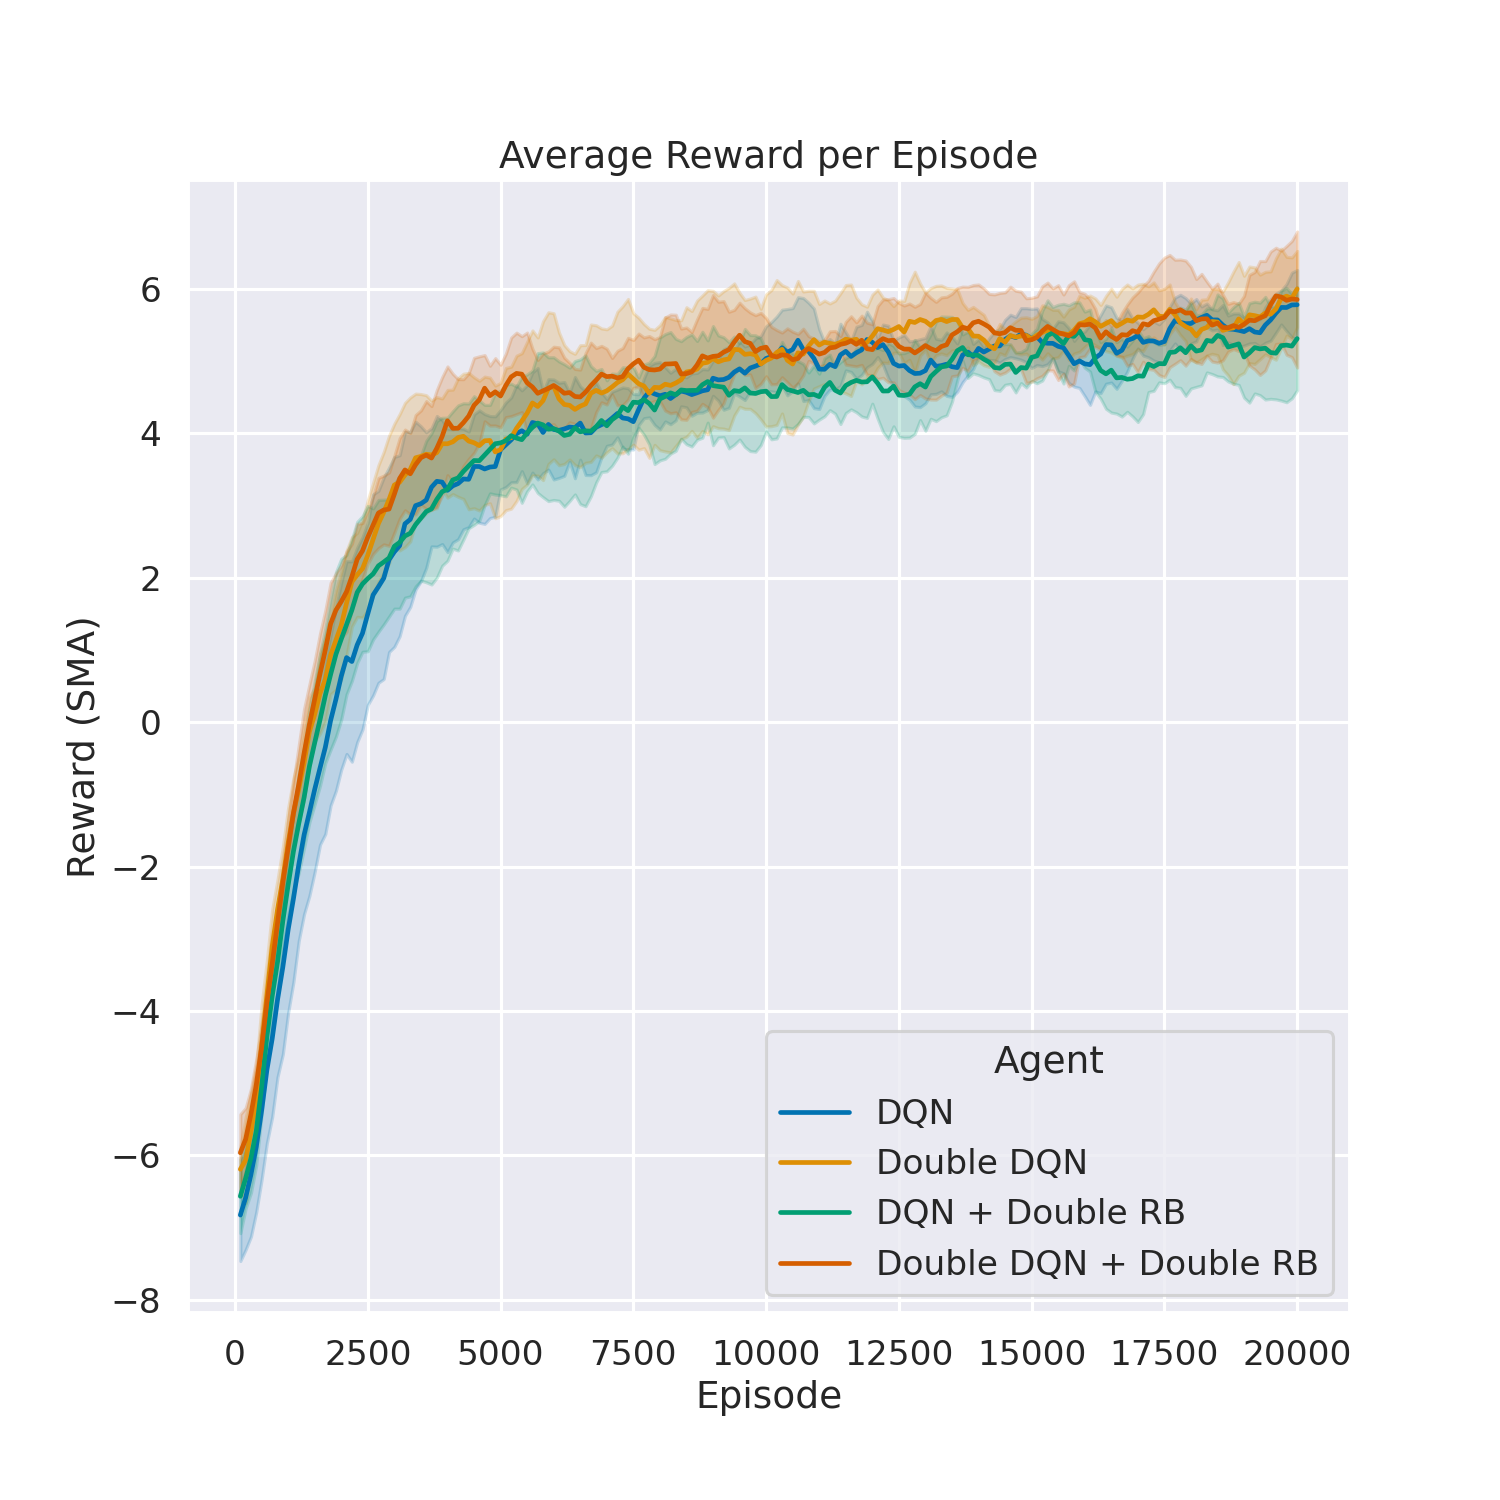 Average Reward per Episode
Reward (SMA)
6
4
2
0
−2
−4
−6
−8
Agent
DQN
Double DQN
DQN + Double RB
Double DQN + Double RB
0 2500 5000 7500 10000 12500 15000 17500 20000
Episode